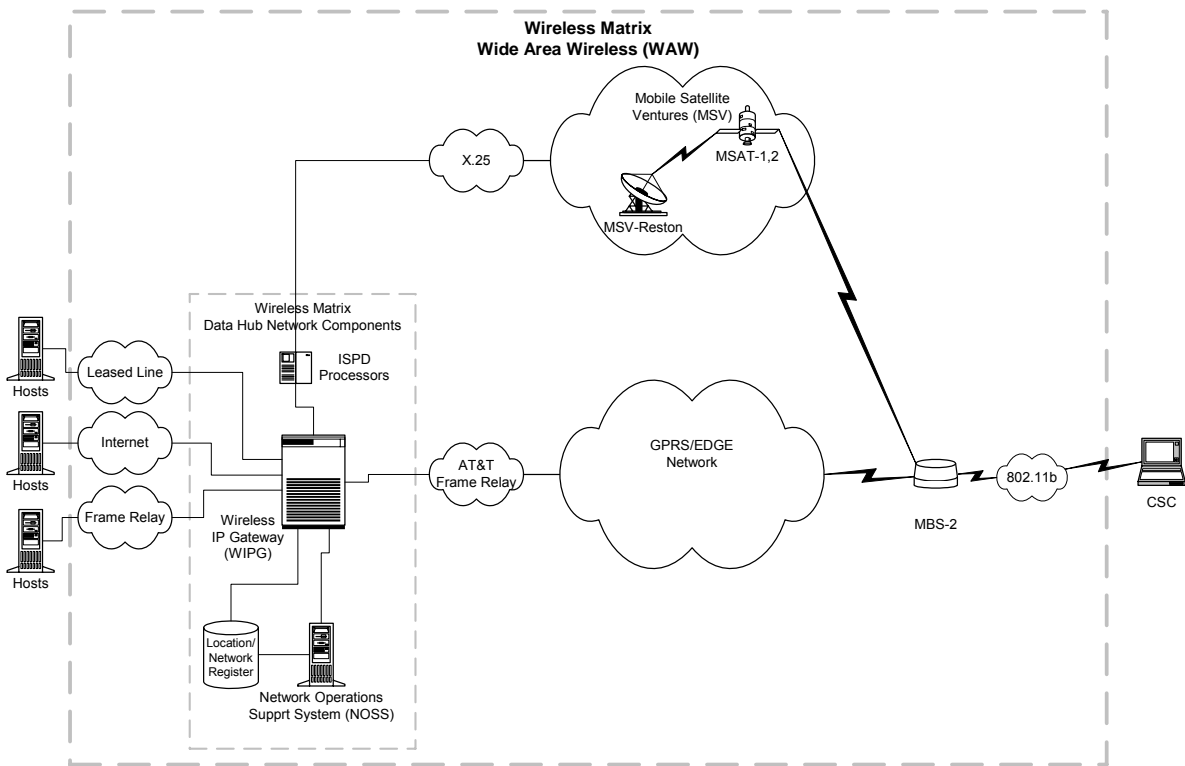 Wireless Matrix
Wide Area Wireless (WAW)
Mobile Satellite
Ventures (MSV)
MSAT-1,2
X.25
MSV-Reston
Wireless Matrix
Data Hub Network Components
ISPD
Processors
Leased Line
Hosts
Internet
Hosts
Frame Relay
Hosts
Wireless
IP Gateway
(WIPG)
AT&T
Frame Relay
GPRS/EDGE
Network
MBS-2
802.11b
CSC
Location/
Network
Register
Network Operations
Supprt System (NOSS)